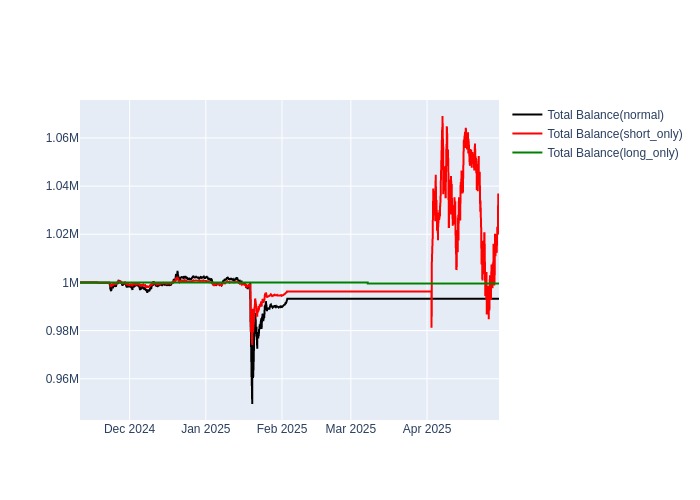 Total Balance(normal)
Total Balance(short_only)
Total Balance(long_only)
1.06M
1.04M
1.02M
1M
0.98M
0.96M
Dec 2024
Jan 2025
Feb 2025
Mar 2025
Apr 2025